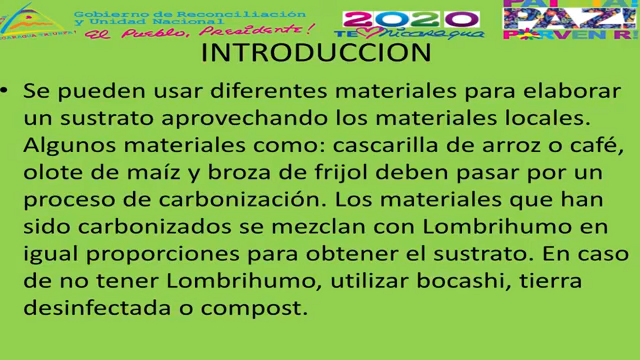 Gobierno de Reconciliación
y Unidad Nacional
el Pueblo, Presidente!
2020
TE Nicaragua
PAZ!
PORVENIR!
INTRODUCCION
• Se pueden usar diferentes materiales para elaborar
un sustrato aprovechando los materiales locales.
Algunos materiales como: cascarilla de arroz o café,
olote de maíz y broza de frijol deben pasar por un
proceso de carbonización. Los materiales que han
sido carbonizados se mezclan con Lombrihumo en
igual proporciones para obtener el sustrato. En caso
de no tener Lombrihumo, utilizar bocashi, tierra
desinfectada o compost.